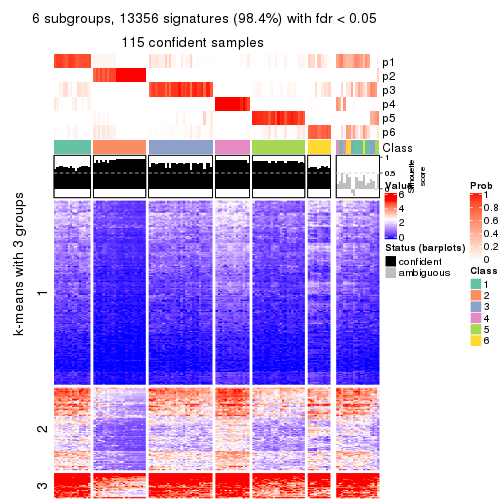 6 subgroups, 13356 signatures (98.4%) with fdr < 0.05
115 confident samples
p1
p2
p3
p4
p5
p6
Class
1
0.5
0
Silhouette
score
k-means with 3 groups
1
2
3
Value
6
4
2
0
Status (barplots)
confident
ambiguous
Prob
1
0.8
0.6
0.4
0.2
0
Class
1
2
3
4
5
6